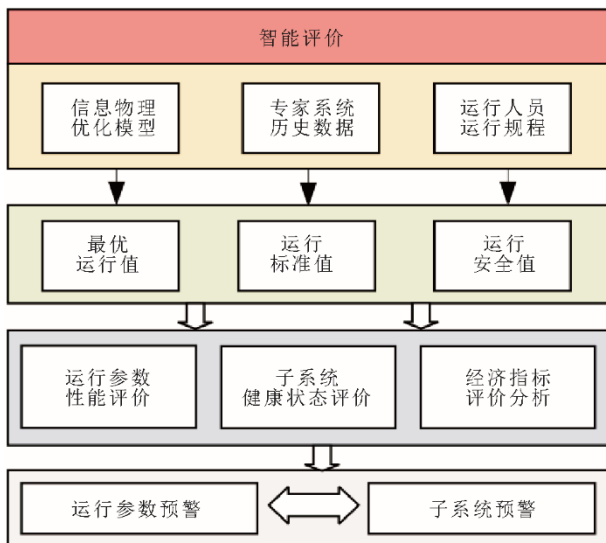 智能评价
信息物理
优化模型
专家系统
历史数据
运行人员
运行规程
最优
运行值
运行
标准值
运行
安全值
运行参数
性能评价
子系统
健康状态评价
经济指标
评价分析
运行参数预警
子系统预警